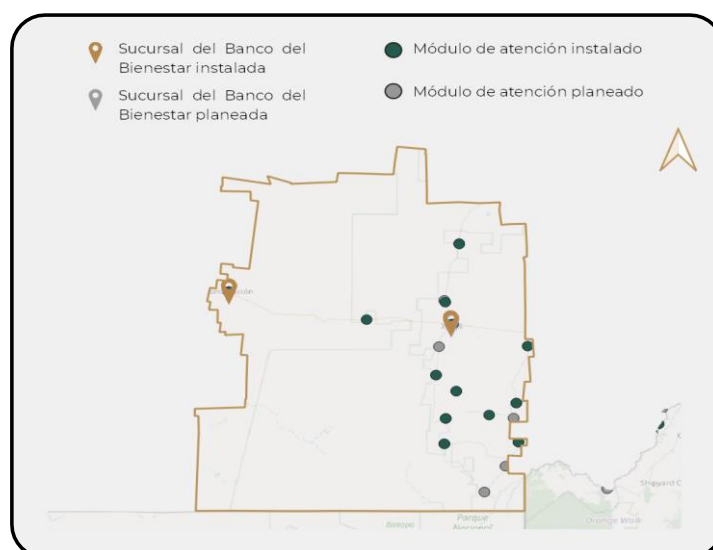 Sucursal del Banco del
Bienestar instalada
Sucursal del Banco del
Bienestar planeada
Módulo de atención instalado
Módulo de atención planeado
Shipyard
Orange Walk
Parque
Nacional